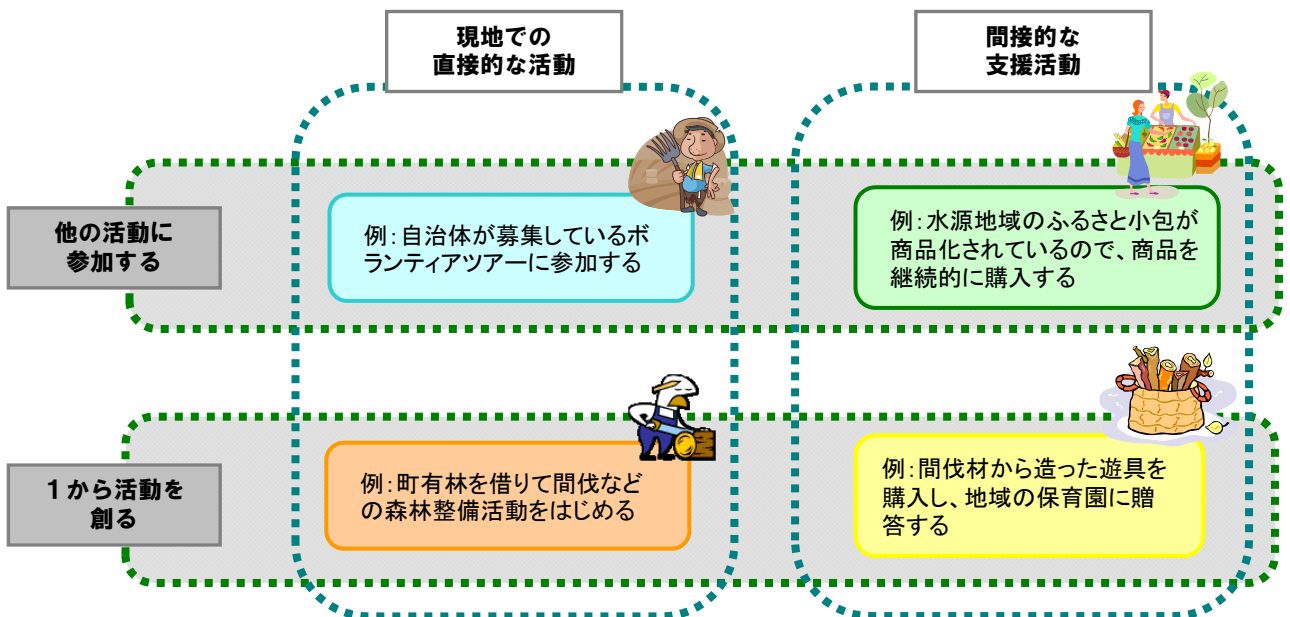 現地での
直接的な活動
間接的な
支援活動
他の活動に
参加する
例：自治体が募集しているボ
ランティアツアーに参加する
例：水源地域のふるさと小包が
商品化されているので、商品を
継続的に購入する
１から活動を
創る
例：町有林を借りて間伐など
の森林整備活動をはじめる
例：間伐材から造った遊具を
購入し、地域の保育園に贈
答する